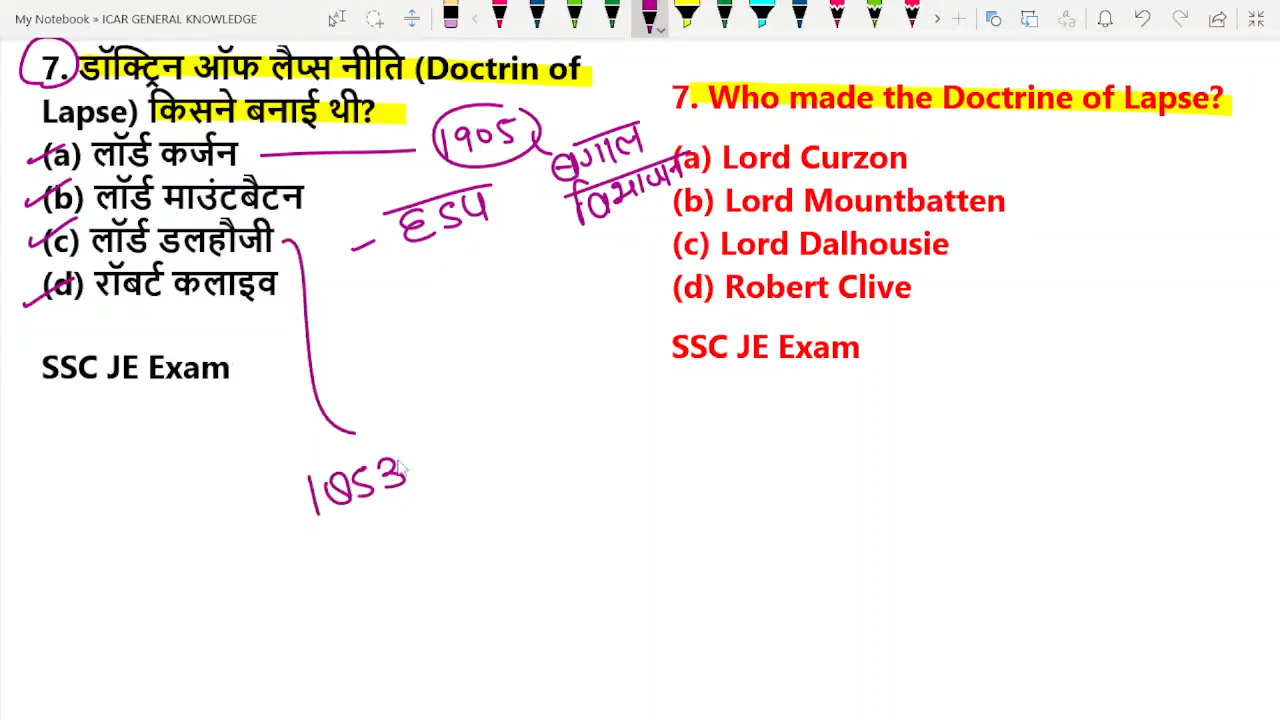 My Notebook » ICAR GENERAL KNOWLEDGE
7. डॉक्ट्रिन ऑफ लैप्स नीति (Doctrin of
Lapse) किसने बनाई थी?
(a) लॉर्ड कर्जन
(b) लॉर्ड माउंटबैटन
(c) लॉर्ड डलहौजी
(d) रॉबर्ट कलाइव
SSC JE Exam
1905
बगाल
विभाजन
हडप
1853
7. Who made the Doctrine of Lapse?
(a) Lord Curzon
(b) Lord Mountbatten
(c) Lord Dalhousie
(d) Robert Clive
SSC JE Exam